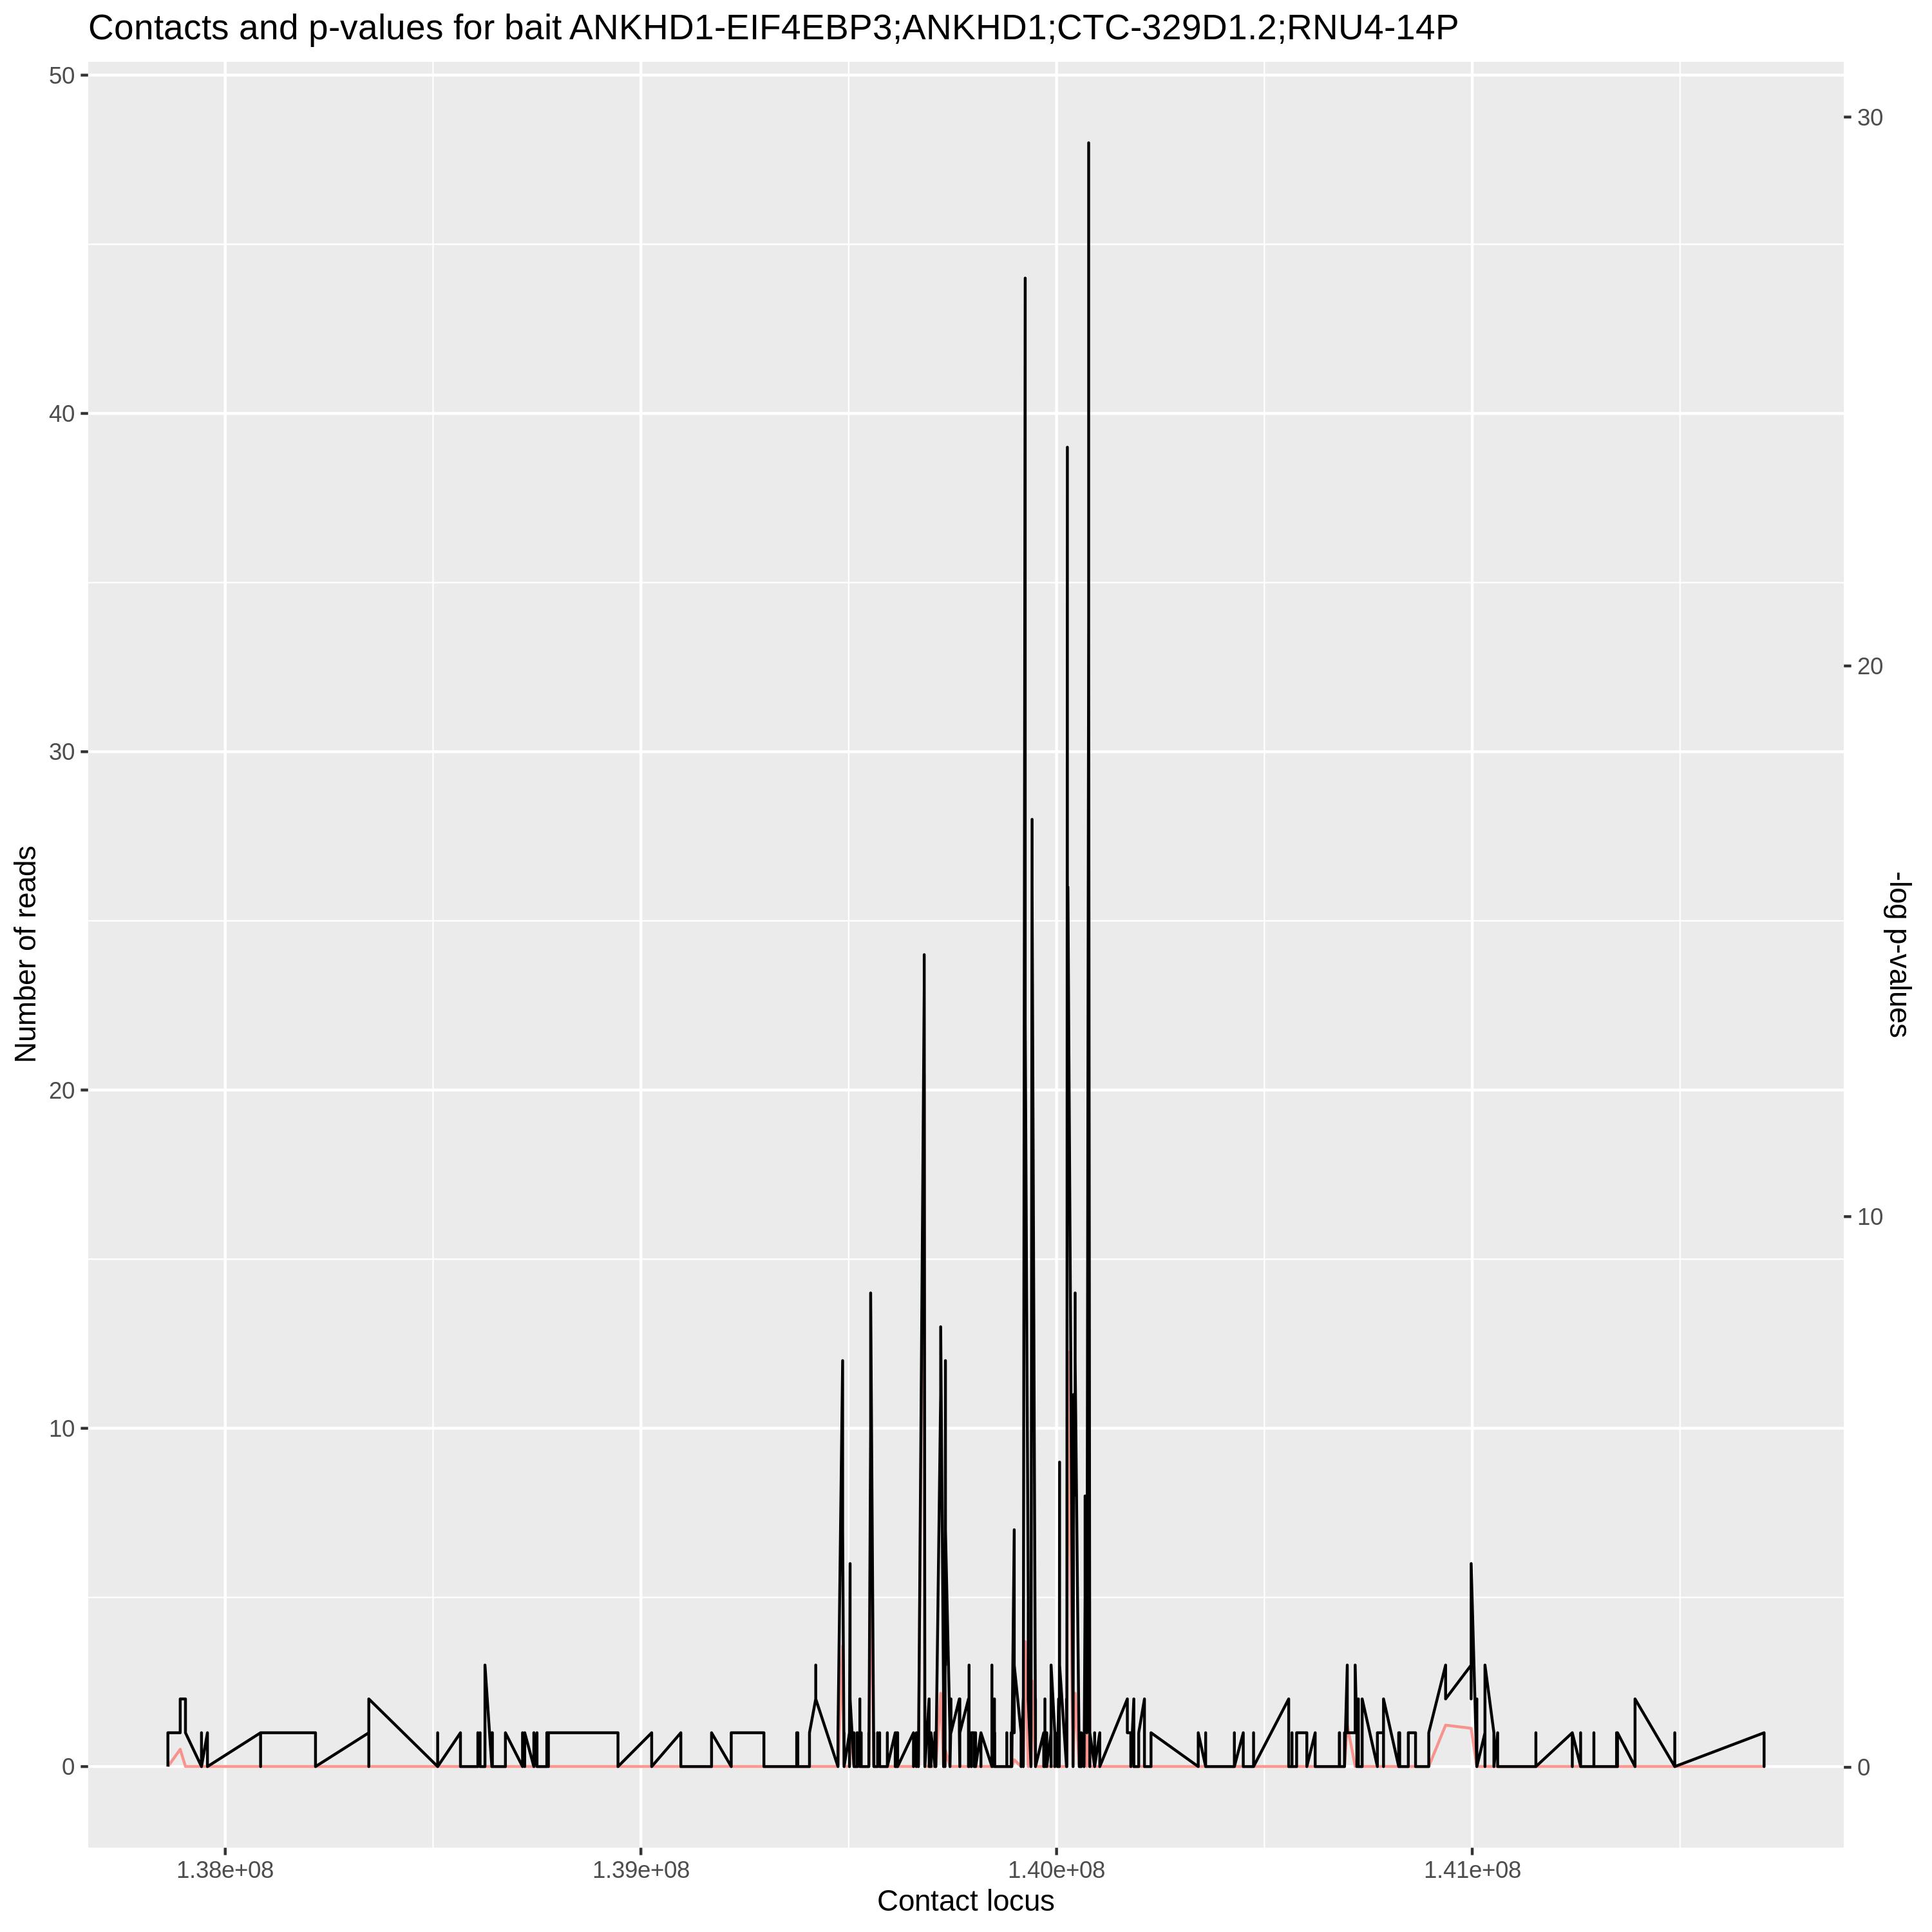 Contacts and p-values for bait ANKHD1-EIF4EBP3;ANKHD1;CTC-329D1.2;RNU4-14P
50
40
30
20
10
0
Number of reads
30
20
10
0
-log p-values
1.38e+08 1.39e+08 1.40e+08 1.41e+08
Contact locus